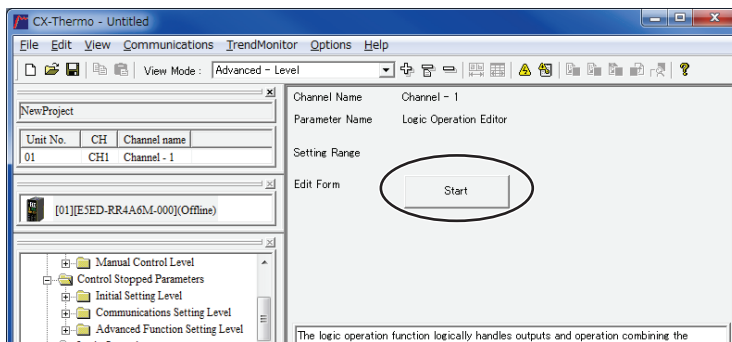 CX-Thermo - Untitled
File Edit View Communications TrendMonitor Options Help
View Mode : Advanced - Level
NewProject
Unit No. CH Channel name
01 CH1 Channel - 1
[01][E5ED-RR4A6M-000](Offline)
Manual Control Level
Control Stopped Parameters
Initial Setting Level
Communications Setting Level
Advanced Function Setting Level
Channel Name Channel - 1
Parameter Name Logic Operation Editor
Setting Range
Edit Form Start
The logic operation function logically handles outputs and operation combining the